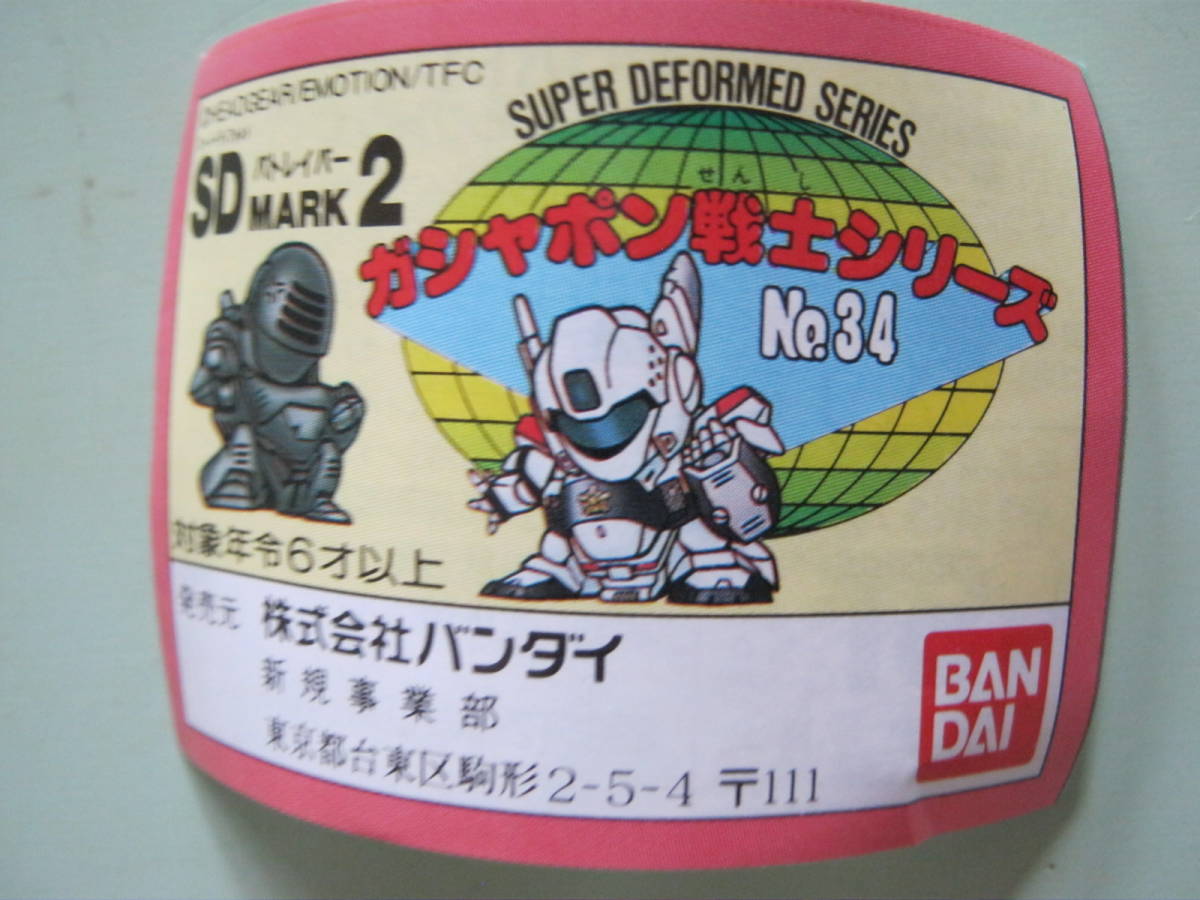 HEADGEAR/EMOTION/TFC
SUPER DEFORMED SERIES
パトレイバー
SD MARK 2
せんし
ガシャポン戦士シリーズ
No.34
対象年令6才以上
発売元 株式会社バンダイ
新規事業部
東京都台東区駒形2-5-4 〒111
BAN
DAI